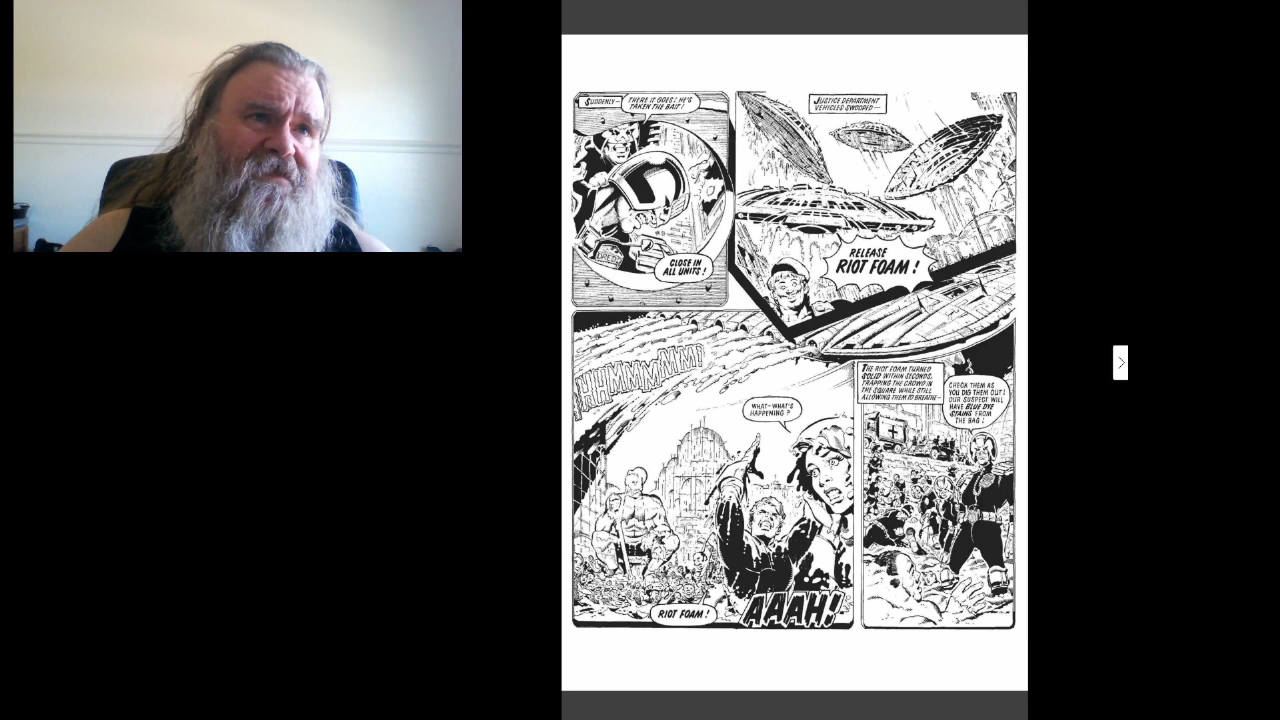 SUDDENLY—
THERE IT GOES! HE'S
TAKEN THE BAIT!
CLOSE IN
ALL UNITS!
JUSTICE DEPARTMENT
VEHICLES SWOOPED—
RELEASE
RIOT FOAM!
WHAT—WHAT'S
HAPPENING?
RIOT FOAM!
AAAH!
THE RIOT FOAM TURNED
SOLID WITHIN SECONDS,
TRAPPING THE CROWD IN
THE SQUARE WHILE STILL
ALLOWING THEM TO BREATHE—
CHECK THEM AS
YOU DIG THEM OUT!
OUR SUSPECT WILL
HAVE BLUE DYE
STAINS FROM
THE BAG!